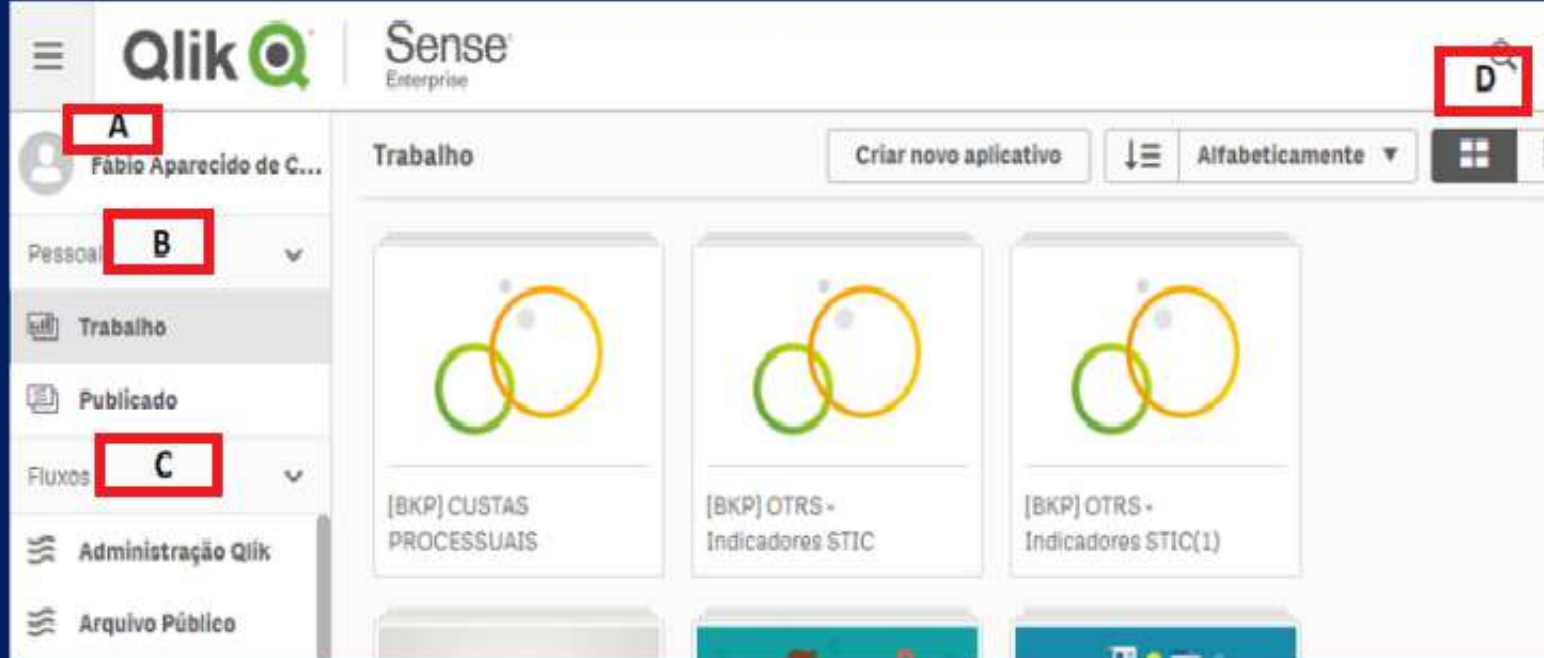 Qlik Sense
Enterprise
D
A
Fábio Aparecido de C...
Trabalho
Criar novo aplicativo
Alfabeticamente
Pessoal
B
Trabalho
Publicado
Fluxos
C
[BKP] CUSTAS
PROCESSUAIS
[BKP] OTRS -
Indicadores STIC
[BKP] OTRS -
Indicadores STIC(1)
Administração Qlik
Arquivo Público